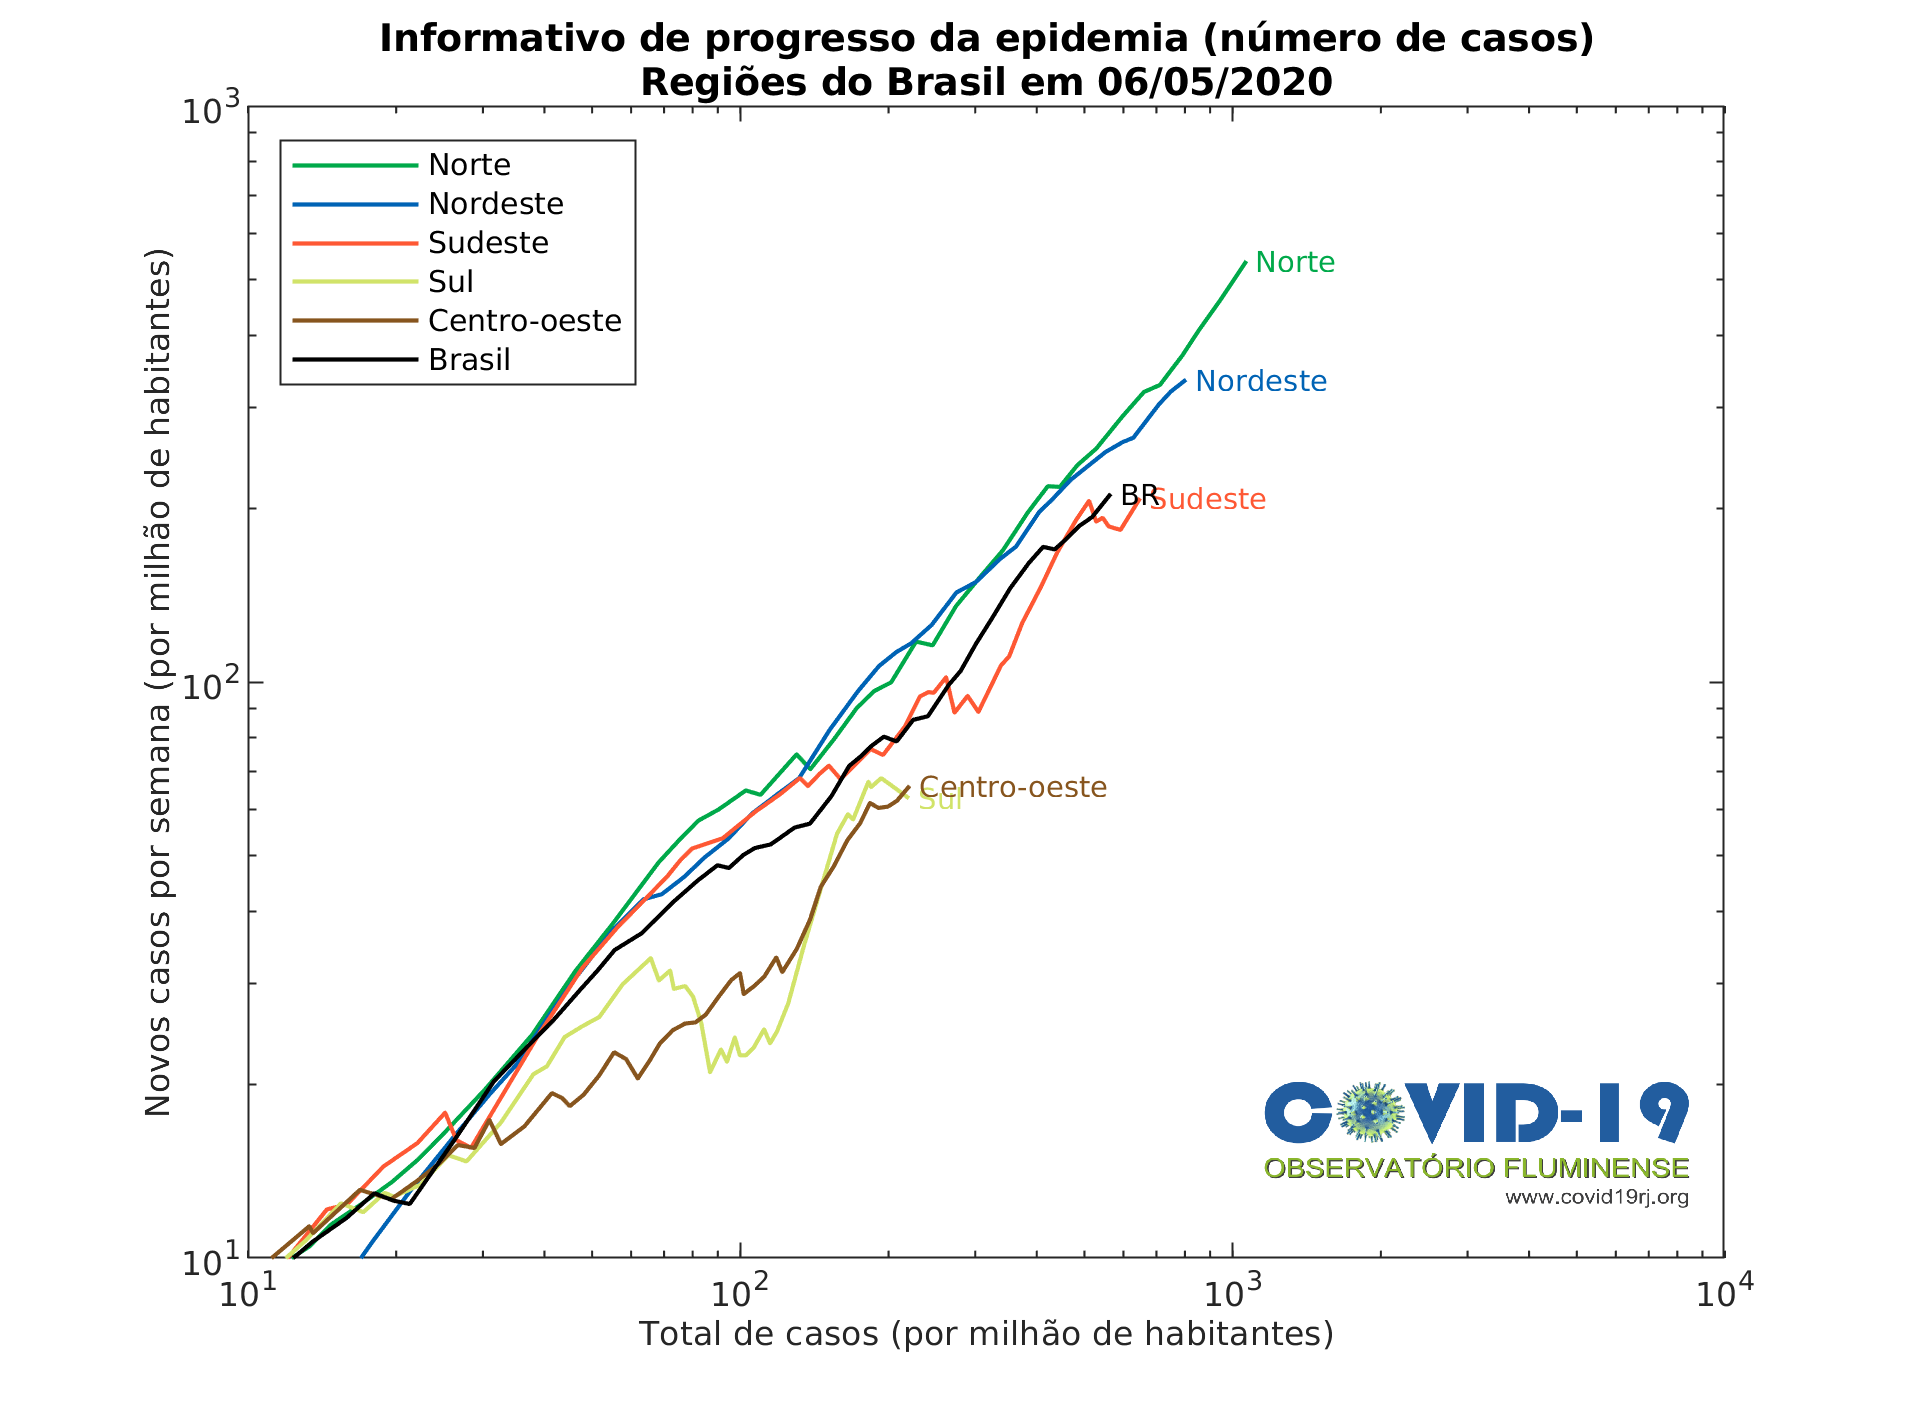 Informativo de progresso da epidemia (número de casos)
Regiões do Brasil em 06/05/2020
Novos casos por semana (por milhão de habitantes)
10³
10²
10¹
Norte
Nordeste
Sudeste
Sul
Centro-oeste
Brasil
Norte
Nordeste
BR
Sudeste
Centro-oeste
Sul
COVID-19
OBSERVATÓRIO FLUMINENSE
www.covid19rj.org
10¹ 10² 10³ 10⁴
Total de casos (por milhão de habitantes)